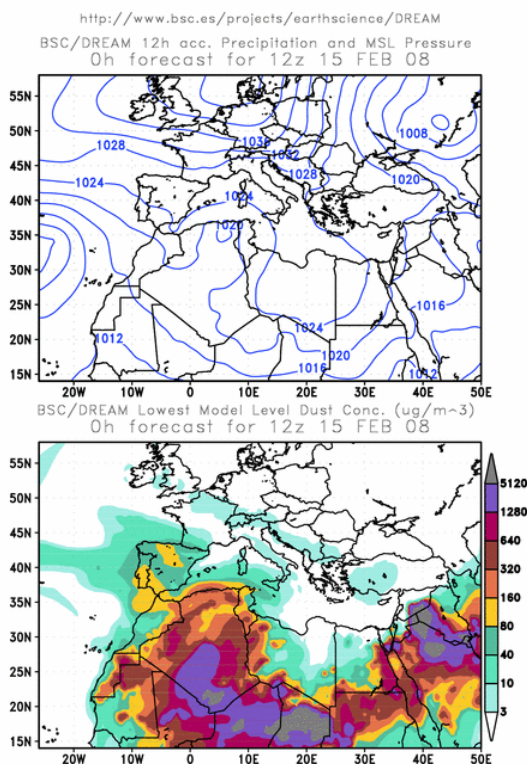 http://www.bsc.es/projects/earthscience/DREAM
BSC/DREAM 12h acc. Precipitation and MSL Pressure
0h forecast for 12z 15 FEB 08
55N
50N
45N
40N
35N
30N
25N
20N
15N
1008
1036
1032
1028
1028
1020
1024
1024
1020
1016
1024
1012
1020
1016
1012
20W 10W 0 10E 20E 30E 40E 50E
BSC/DREAM Lowest Model Level Dust Conc. (ug/m~3)
0h forecast for 12z 15 FEB 08
55N
50N
45N
40N
35N
30N
25N
20N
15N
20W 10W 0 10E 20E 30E 40E 50E
5120
1280
640
320
160
80
40
10
3